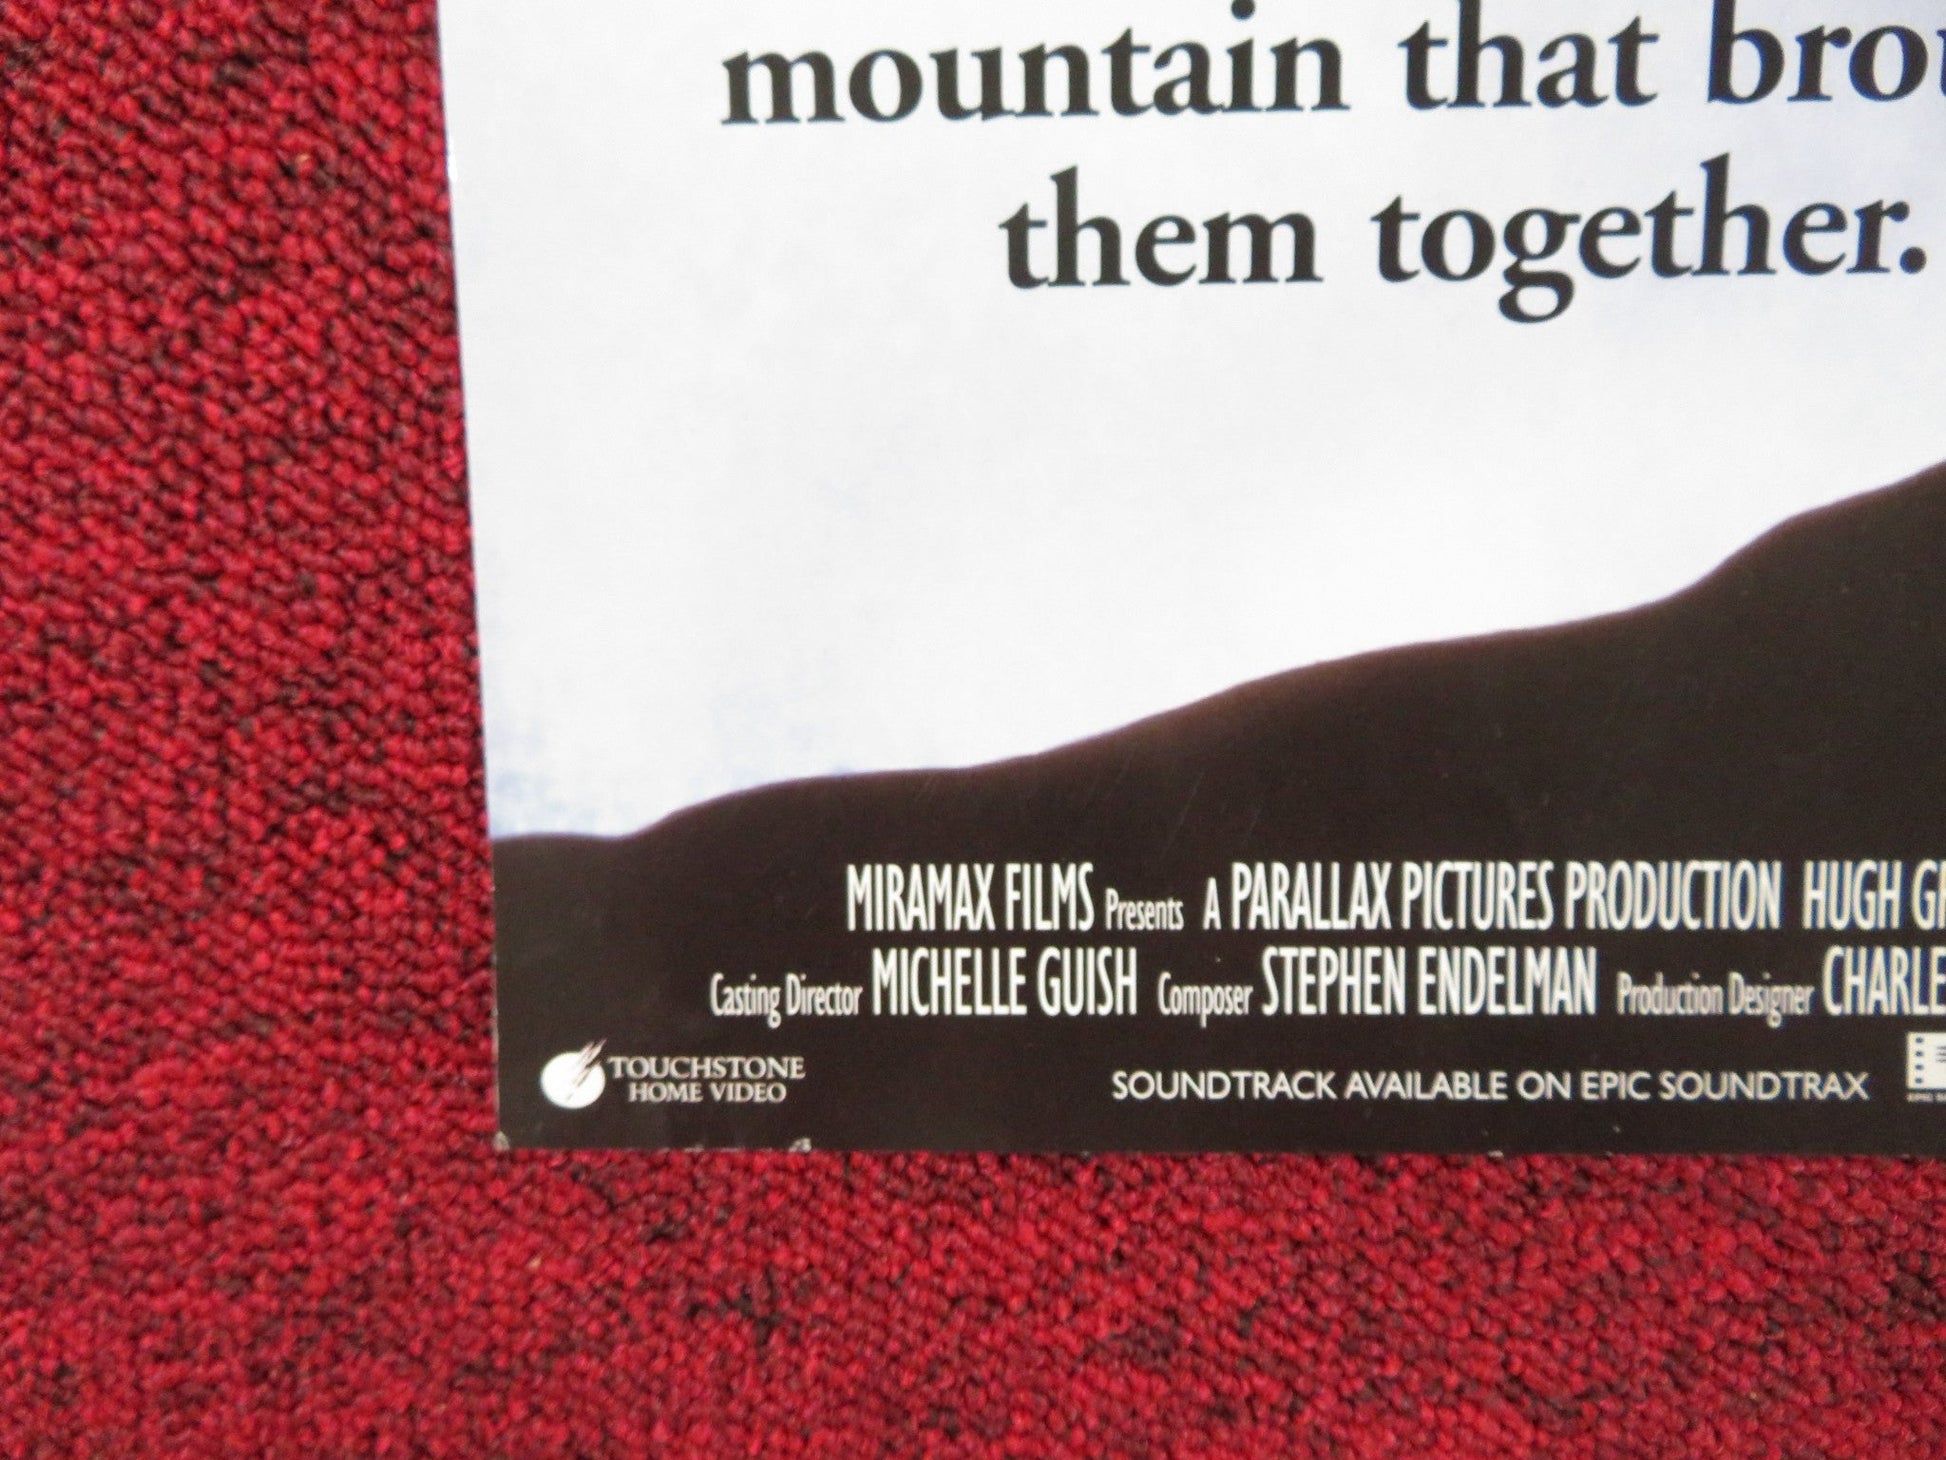 mountain that brou
them together.
MIRAMAX FILMS Presents A PARALLAX PICTURES PRODUCTION HUGH GR
Casting Director MICHELLE GUISH Composer STEPHEN ENDELMAN Production Designer CHARLE
TOUCHSTONE
HOME VIDEO
SOUNDTRACK AVAILABLE ON EPIC SOUNDTRAX